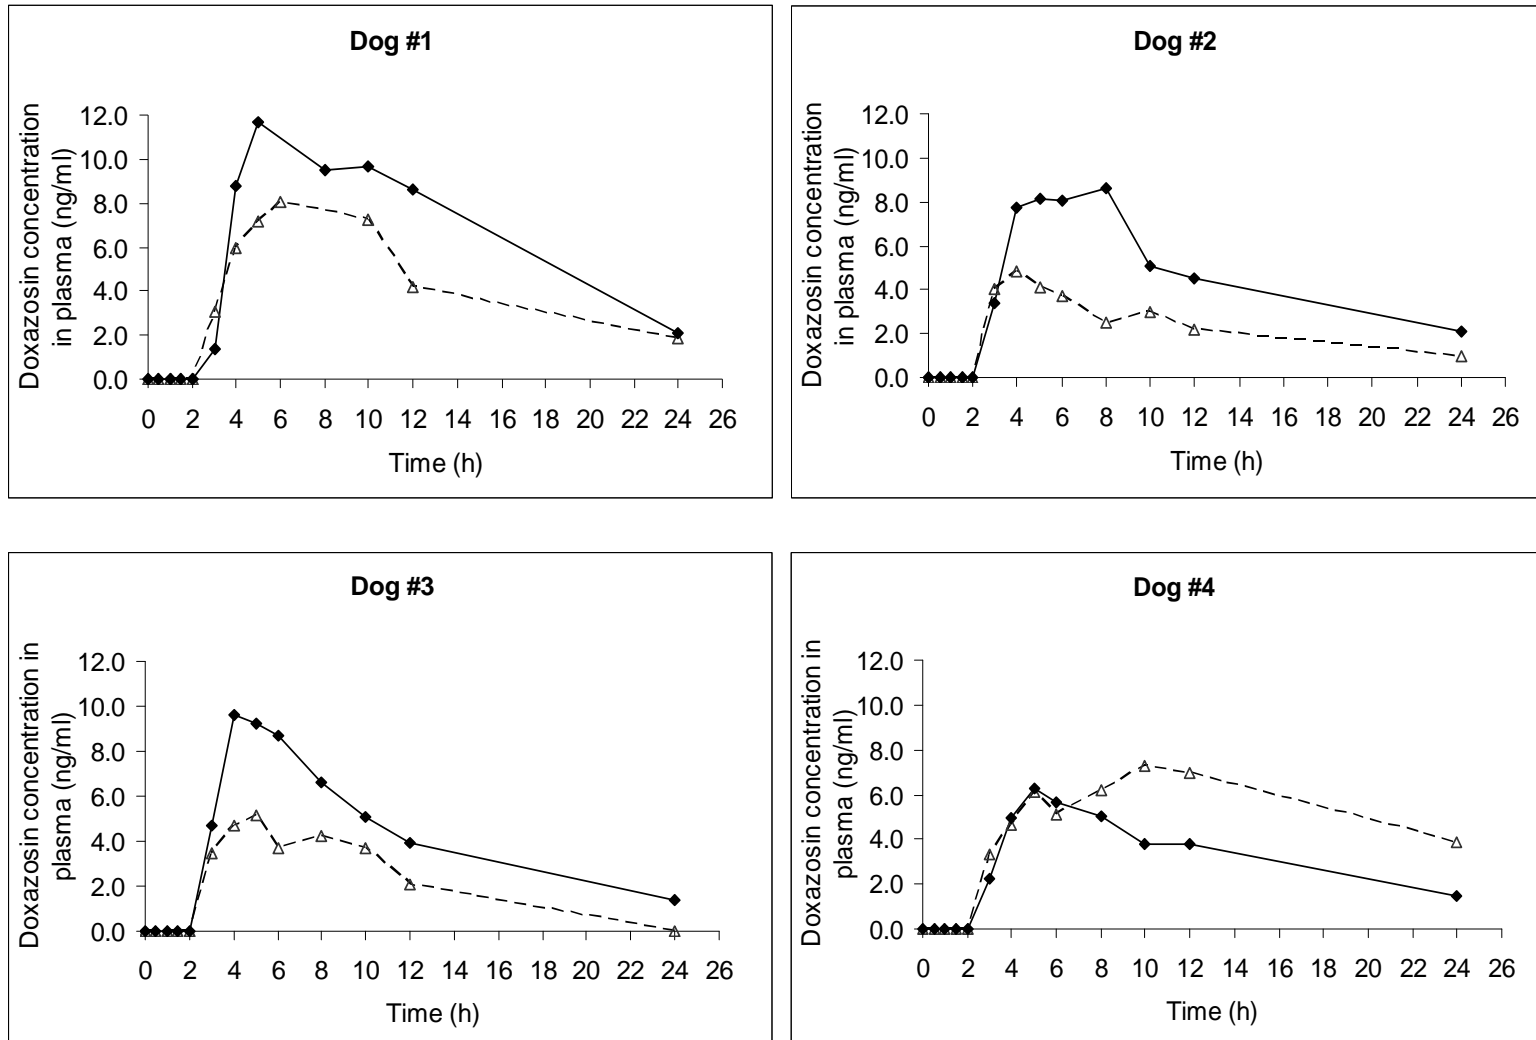 Dog #1
Doxazosin concentration
in plasma (ng/ml)
12.0
10.0
8.0
6.0
4.0
2.0
0.0
0 2 4 6 8 10 12 14 16 18 20 22 24 26
Time (h)
Dog #2
Doxazosin concentration
in plasma (ng/ml)
12.0
10.0
8.0
6.0
4.0
2.0
0.0
0 2 4 6 8 10 12 14 16 18 20 22 24 26
Time (h)
Dog #3
Doxazosin concentration in
plasma (ng/ml)
12.0
10.0
8.0
6.0
4.0
2.0
0.0
0 2 4 6 8 10 12 14 16 18 20 22 24 26
Time (h)
Dog #4
Doxazosin concentration in
plasma (ng/ml)
12.0
10.0
8.0
6.0
4.0
2.0
0.0
0 2 4 6 8 10 12 14 16 18 20 22 24 26
Time (h)